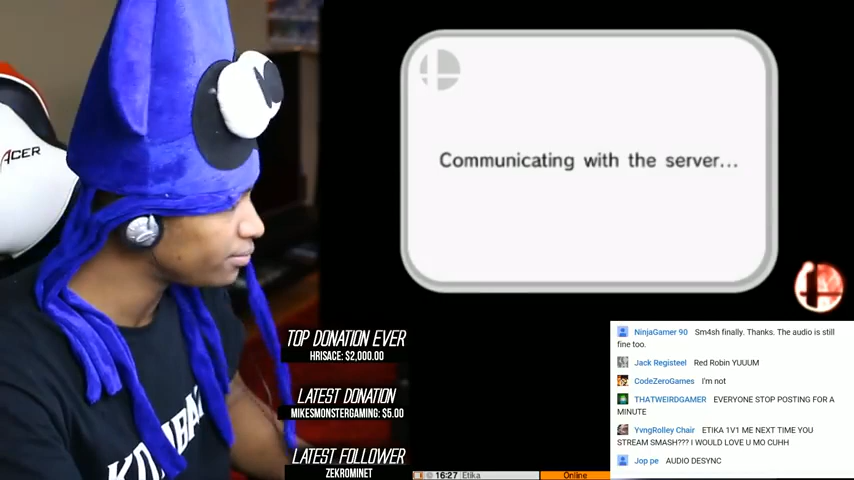 ACER
Communicating with the server...
TOP DONATION EVER
HRISACE: $2,000.00
LATEST DONATION
MIKESMONSTERGAMING: $5.00
LATEST FOLLOWER
ZEKROMINET
NinjaGamer 90 Sm4sh finally. Thanks. The audio is still
fine too.
Jack Registeel Red Robin YUUUM
CodeZeroGames I'm not
THATWEIRDGAMER EVERYONE STOP POSTING FOR A
MINUTE
YvngRolley Chair ETIKA 1V1 ME NEXT TIME YOU
STREAM SMASH??? I WOULD LOVE U MO CUHH
Jop pe AUDIO DESYNC
16:27 Etika Online